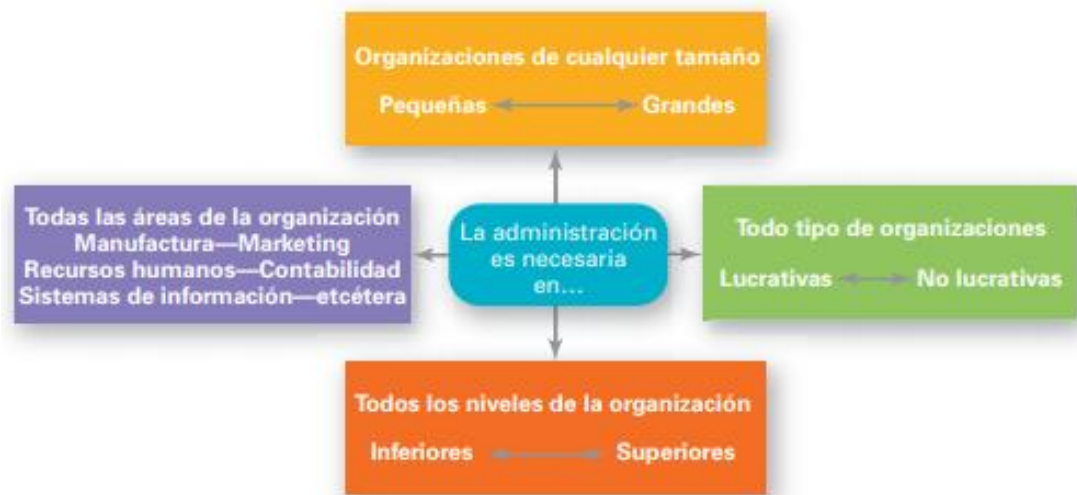 Organizaciones de cualquier tamaño
Pequeñas Grandes
Todas las áreas de la organización
Manufactura—Marketing
Recursos humanos—Contabilidad
Sistemas de información—etcétera
La administración
es necesaria
en…
Todo tipo de organizaciones
Lucrativas No lucrativas
Todos los niveles de la organización
Inferiores Superiores